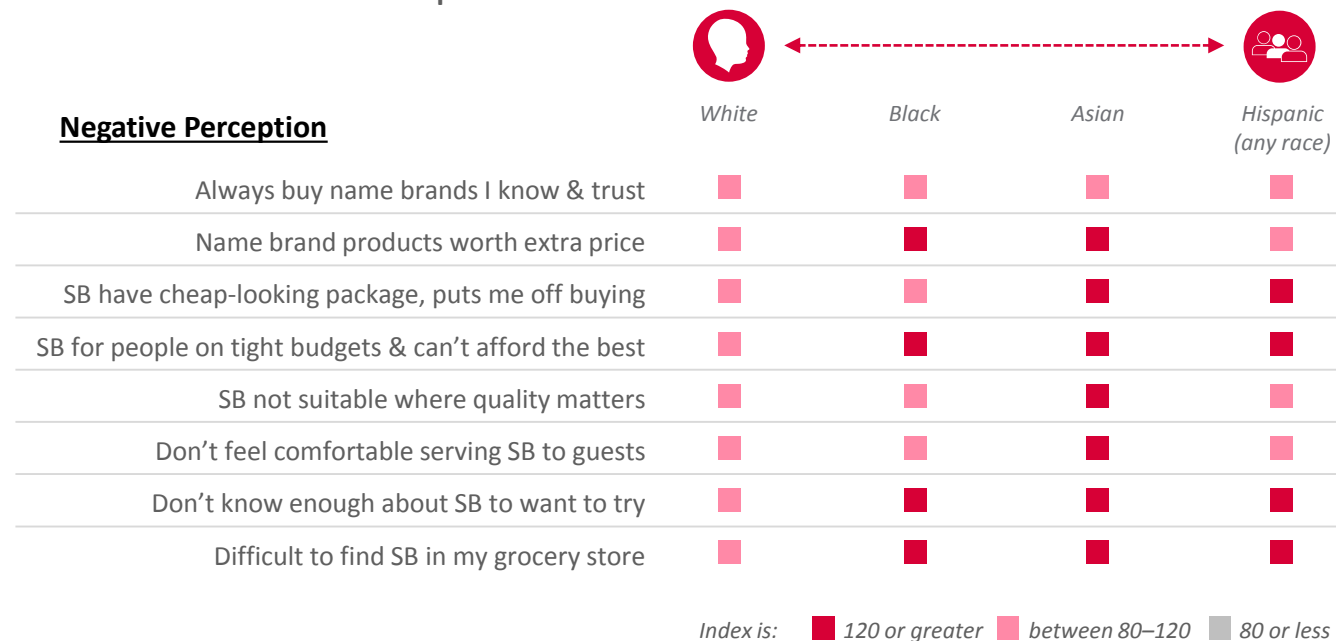 White
Black
Asian
Hispanic
(any race)
Negative Perception
Always buy name brands I know & trust
Name brand products worth extra price
SB have cheap-looking package, puts me off buying
SB for people on tight budgets & can’t afford the best
SB not suitable where quality matters
Don’t feel comfortable serving SB to guests
Don’t know enough about SB to want to try
Difficult to find SB in my grocery store
Index is: 120 or greater between 80–120 80 or less